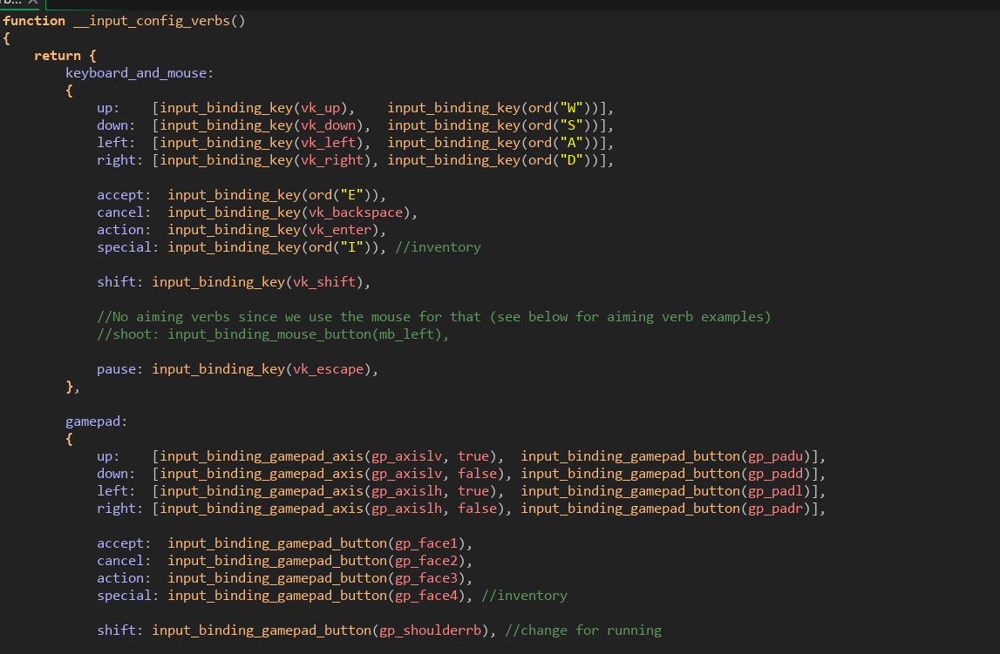 function __input_config_verbs()
{
    return {
        keyboard_and_mouse:
        {
            up:    [input_binding_key(vk_up),    input_binding_key(ord("W"))],
            down:  [input_binding_key(vk_down),  input_binding_key(ord("S"))],
            left:  [input_binding_key(vk_left),  input_binding_key(ord("A"))],
            right: [input_binding_key(vk_right), input_binding_key(ord("D"))],
            accept:  input_binding_key(ord("E")),
            cancel:  input_binding_key(vk_backspace),
            action:  input_binding_key(vk_enter),
            special: input_binding_key(ord("I")), //inventory
            shift: input_binding_key(vk_shift),
            //No aiming verbs since we use the mouse for that (see below for aiming verb examples)
            //shoot: input_binding_mouse_button(mb_left),
            pause: input_binding_key(vk_escape),
        },
        gamepad:
        {
            up:    [input_binding_gamepad_axis(gp_axislv, true),  input_binding_gamepad_button(gp_padu)],
            down:  [input_binding_gamepad_axis(gp_axislv, false), input_binding_gamepad_button(gp_padd)],
            left:  [input_binding_gamepad_axis(gp_axislh, true),  input_binding_gamepad_button(gp_padl)],
            right: [input_binding_gamepad_axis(gp_axislh, false), input_binding_gamepad_button(gp_padr)],
            accept:  input_binding_gamepad_button(gp_face1),
            cancel:  input_binding_gamepad_button(gp_face2),
            action:  input_binding_gamepad_button(gp_face3),
            special: input_binding_gamepad_button(gp_face4), //inventory
            shift: input_binding_gamepad_button(gp_shoulderrb), //change for running